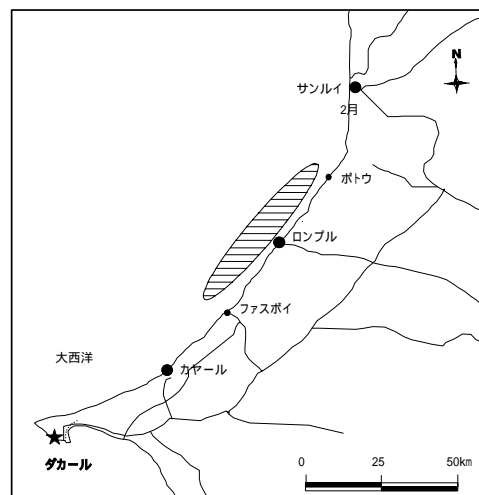 N
サンルイ
2月
ポトウ
ロンプル
ファスボイ
大西洋
カヤール
ダカール
0 25 50km